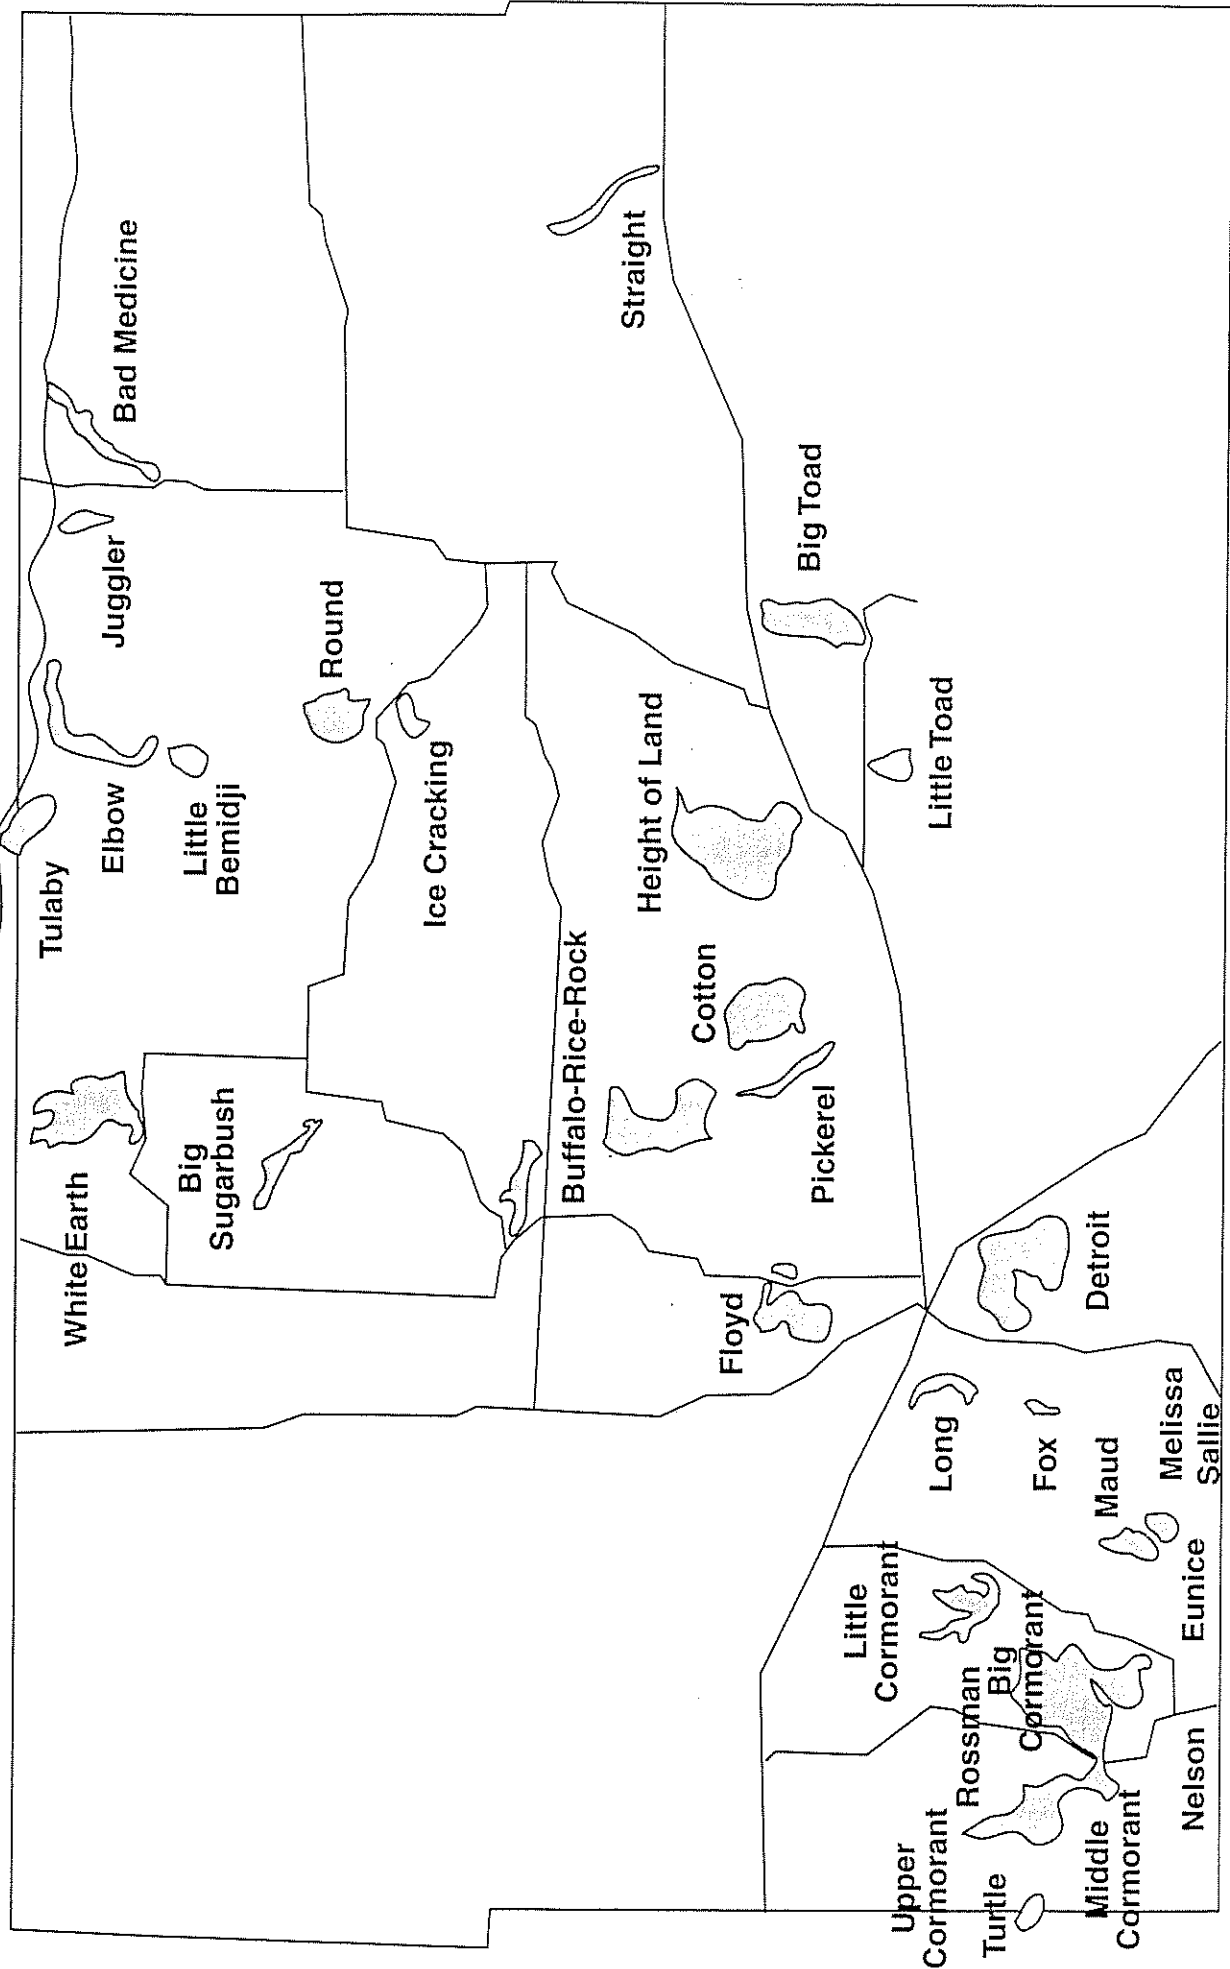 Tulaby
White Earth
Elbow
Juggler
Bad Medicine
Little
Bemidji
Big
Sugarbush
Round
Ice Cracking
Buffalo-Rice-Rock
Straight
Height of Land
Cotton
Floyd
Pickerel
Big Toad
Little
Cormorant
Long
Little Toad
Upper
Cormorant
Rossman
Turtle
Big
Cormorant
Fox
Middle
Cormorant
Maud
Detroit
Nelson
Eunice
Melissa
Sallie